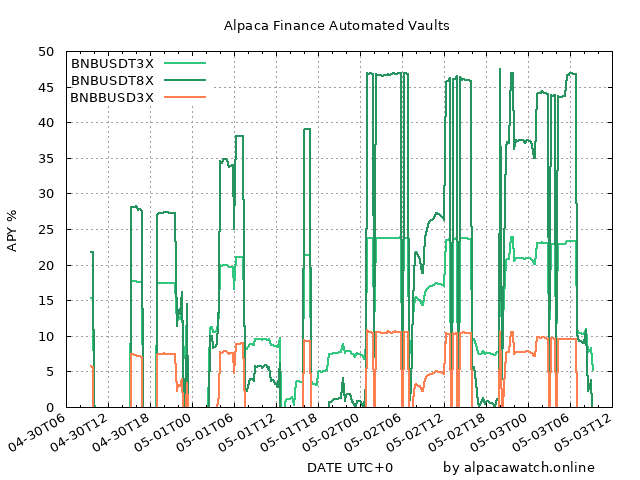 Alpaca Finance Automated Vaults
BNBUSDT3X
BNBUSDT8X
BNBBUSD3X
APY %
50
45
40
35
30
25
20
15
10
5
0
04-30T06
04-30T12
04-30T18
05-01T00
05-01T06
05-01T12
05-01T18
05-02T00
05-02T06
05-02T12
05-02T18
05-03T00
05-03T06
05-03T12
DATE UTC+0
by alpacawatch.online